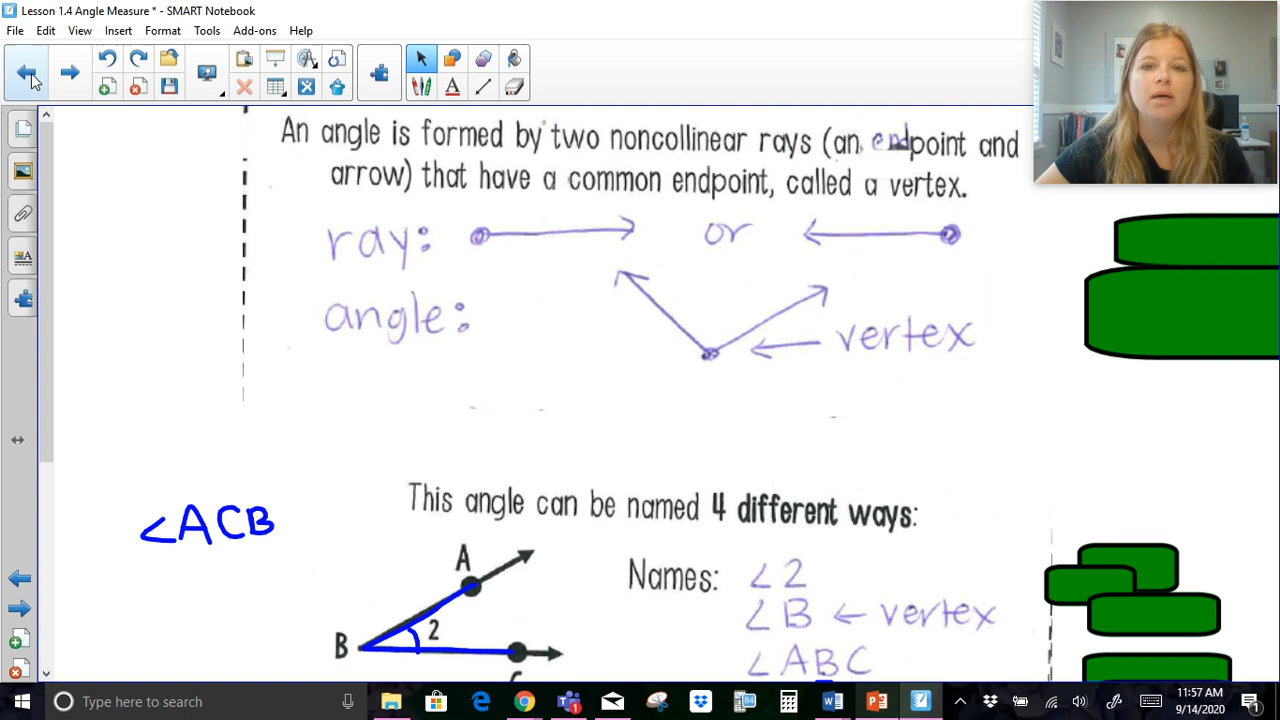 Lesson 1.4 Angle Measure * - SMART Notebook
File Edit View Insert Format Tools Add-ons Help
An angle is formed by two noncollinear rays (an endpoint and
arrow) that have a common endpoint, called a vertex.
ray: or
angle:
vertex
This angle can be named 4 different ways:
∠ACB
A
Names: ∠2
2
∠B ← vertex
B
∠ABC
Type here to search
11:57 AM
9/14/2020